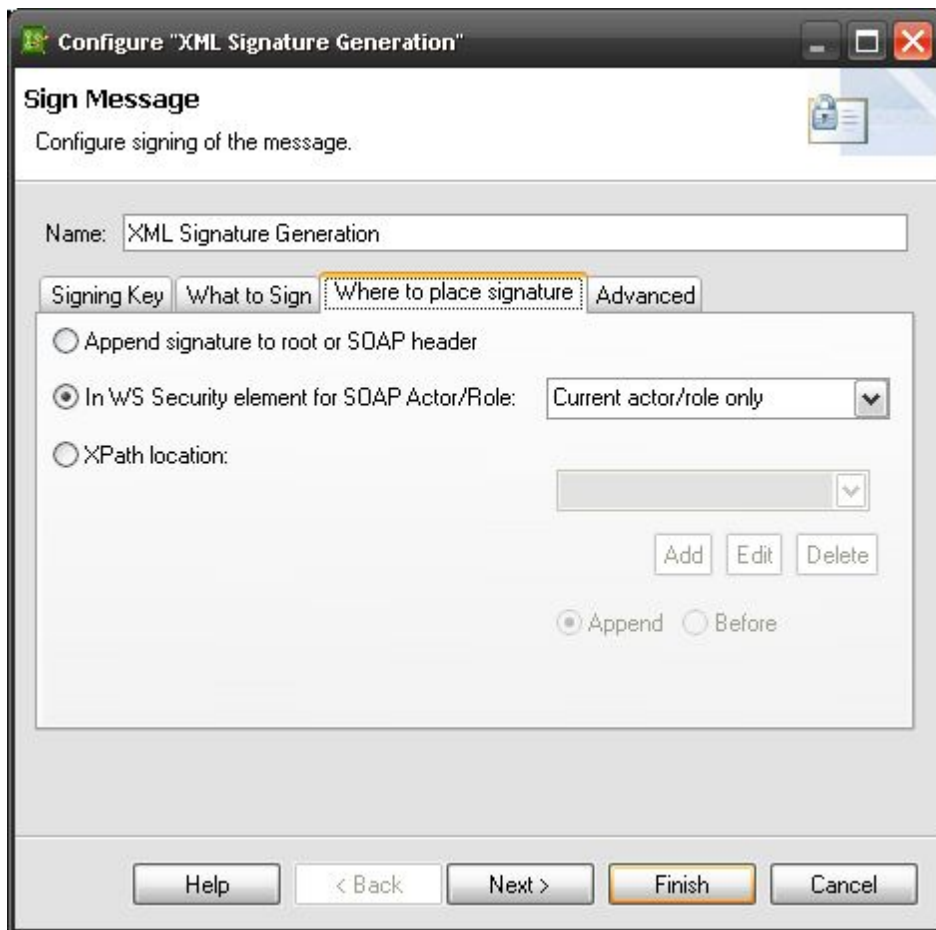 Configure "XML Signature Generation"
Sign Message
Configure signing of the message.
Name: XML Signature Generation
Signing Key What to Sign Where to place signature Advanced
Append signature to root or SOAP header
In WS Security element for SOAP Actor/Role: Current actor/role only
XPath location:
Add Edit Delete
Append Before
Help < Back Next > Finish Cancel